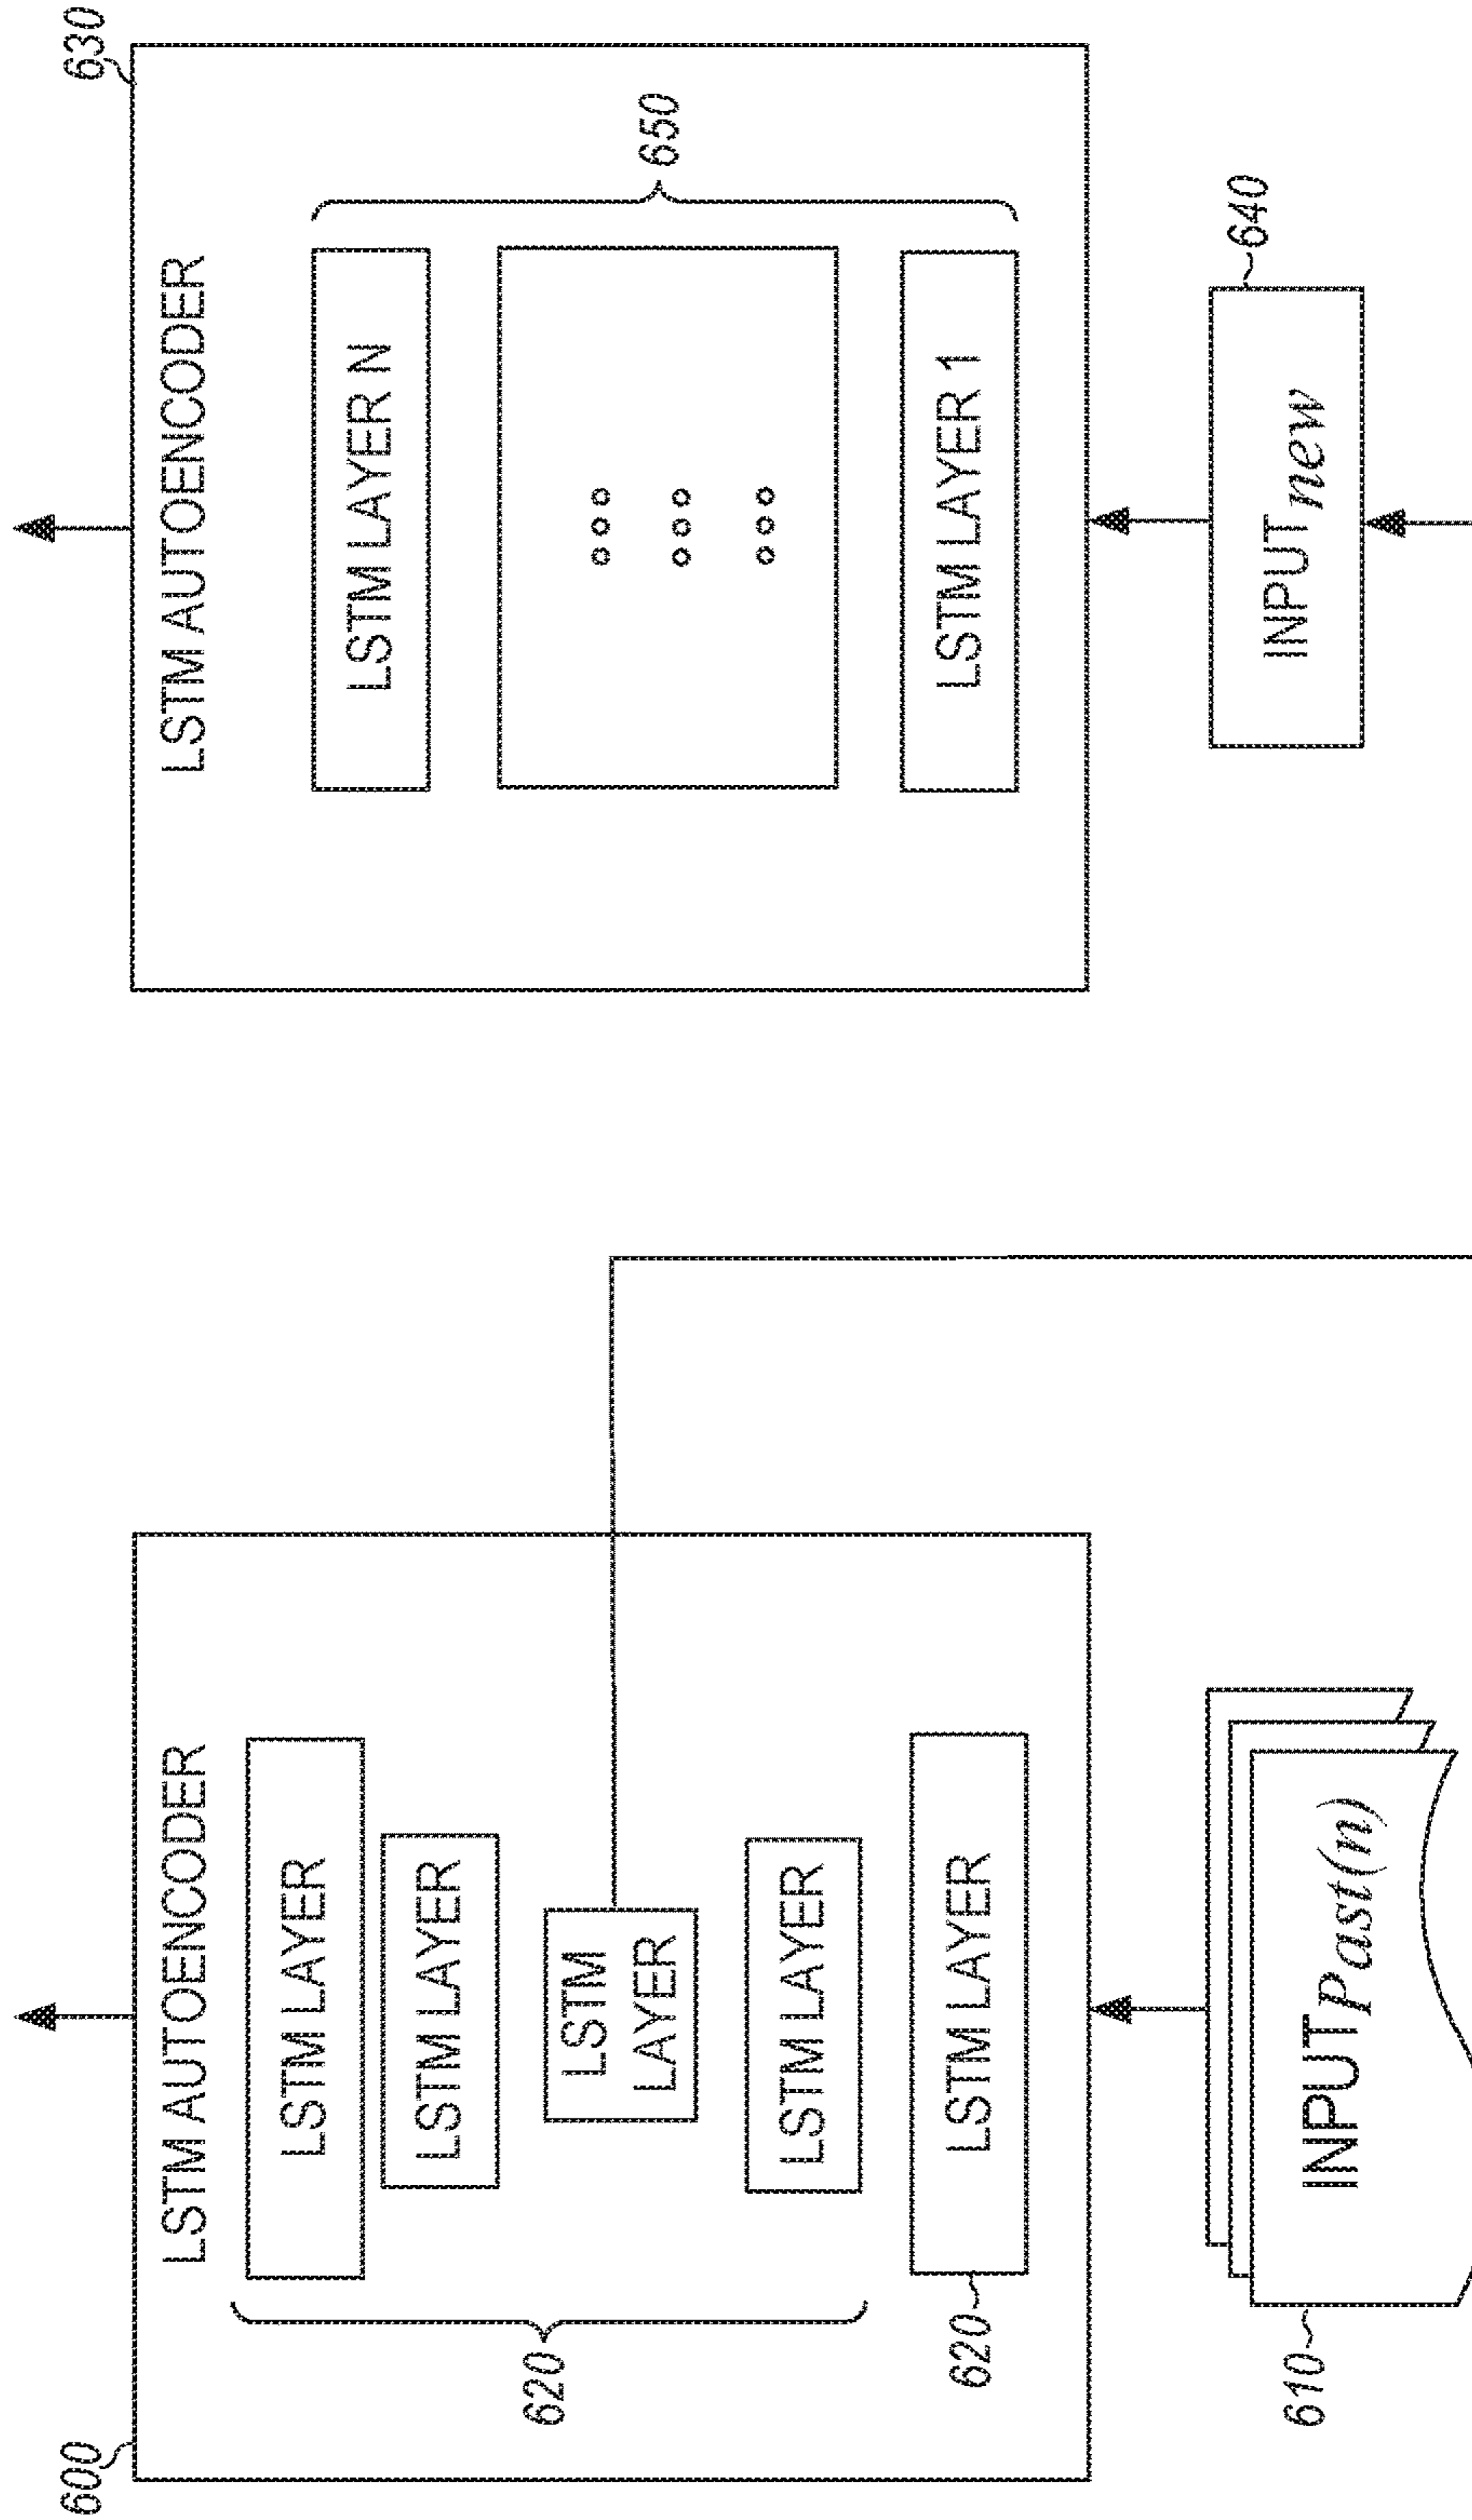 600
LSTM AUTOENCODER
LSTM LAYER
LSTM LAYER
LSTM
LAYER
LSTM LAYER
LSTM LAYER
620
620
INPUT Past(n)
610
630
LSTM AUTOENCODER
LSTM LAYER N
LSTM LAYER 1
650
INPUT new
640